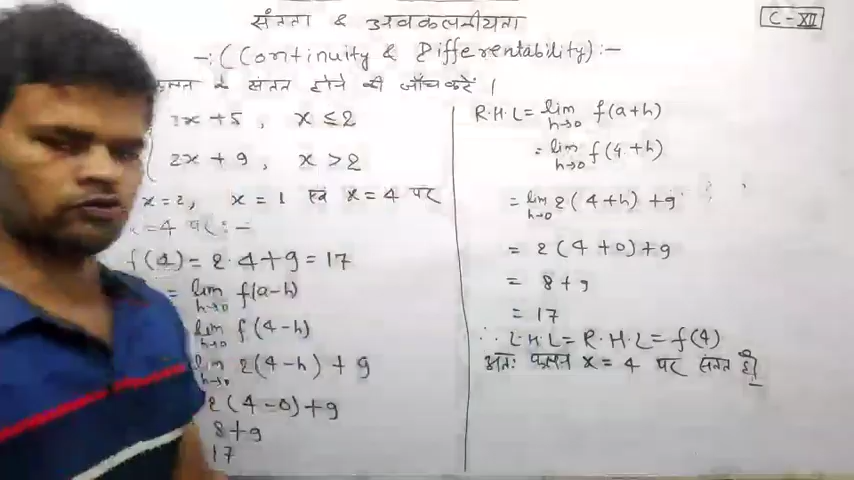 संतता & अवकलनीयता
C-XII
-:(Continuity & Differentability):-
के संतत होने की जाँच करें ।
x+5, x ≤ 2
2x+9, x > 2
x=2, x=1 एवं x=4 पर
x=4 पर:-
f(4) = 2·4+9 = 17
= lim h→0 f(a-h)
lim h→0 f(4-h)
lim h→0 2(4-h) + 9
2(4-0)+9
8+9
17
R.H.L = lim h→0 f(a+h)
= lim h→0 f(4+h)
= lim h→0 2(4+h) +9
= 2(4+0)+9
= 8+9
= 17
∴ L.H.L = R.H.L = f(4)
अतः फलन x=4 पर संतत है।